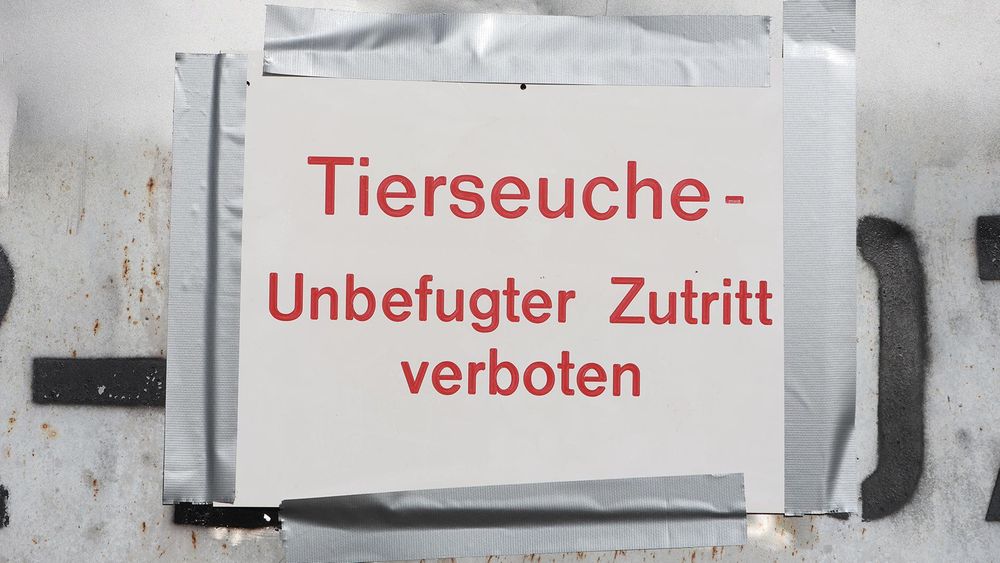 Tierseuche -
Unbefugter Zutritt
verboten